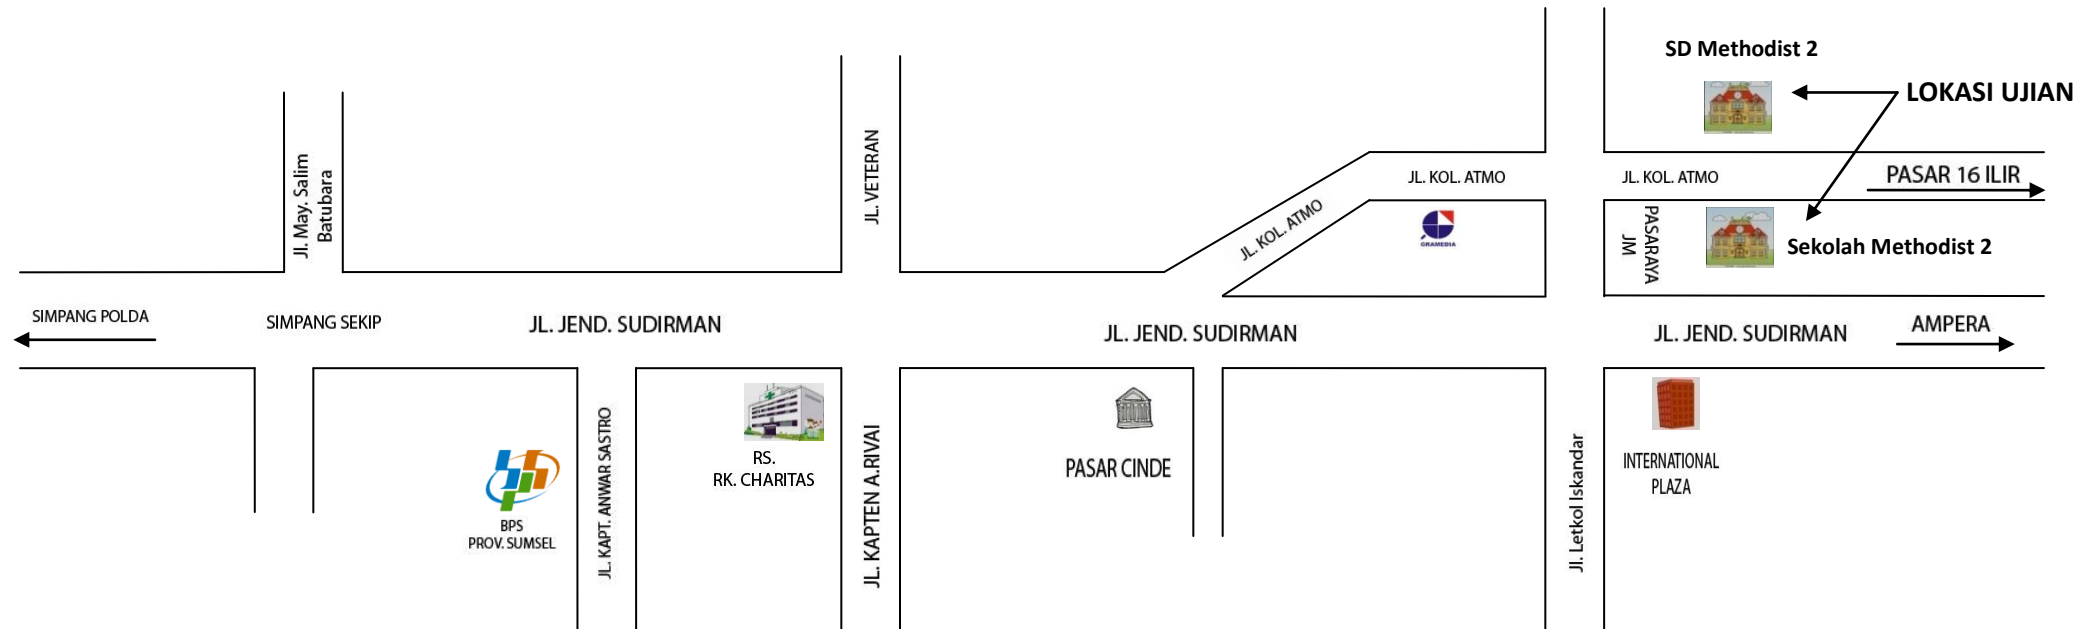 SD Methodist 2
LOKASI UJIAN
Jl. May. Salim
Batubara
JL. VETERAN
JL. KOL. ATMO
JL. KOL. ATMO
JL. KOL. ATMO
PASAR 16 ILIR
GRAMEDIA
PASARAYA
JM
Sekolah Methodist 2
SIMPANG POLDA
SIMPANG SEKIP
JL. JEND. SUDIRMAN
JL. JEND. SUDIRMAN
JL. JEND. SUDIRMAN
AMPERA
BPS
PROV. SUMSEL
JL. KAPT. ANWAR SASTRO
RS.
RK. CHARITAS
JL. KAPTEN A.RIVAI
PASAR CINDE
Jl. Letkol Iskandar
INTERNATIONAL
PLAZA